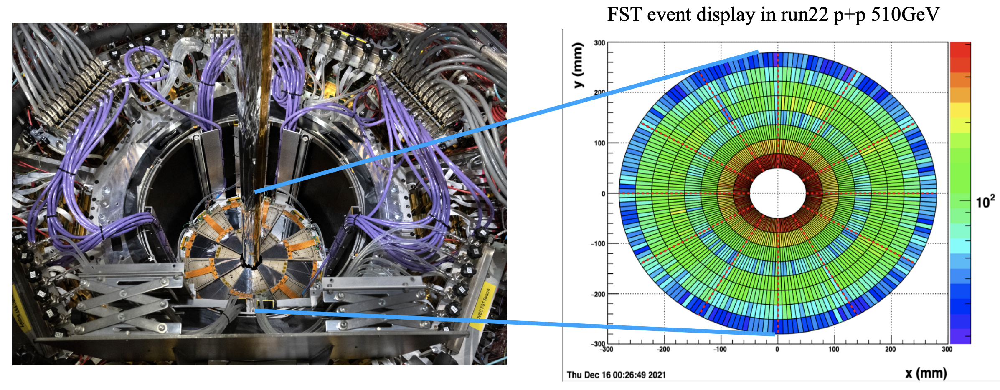 FST event display in run22 p+p 510GeV
y (mm)
300
200
100
0
−100
−200
−300
−300
−200
−100
0
100
200
300
10²
x (mm)
Thu Dec 16 00:26:49 2021
FST Supply
NOVEC FST Return